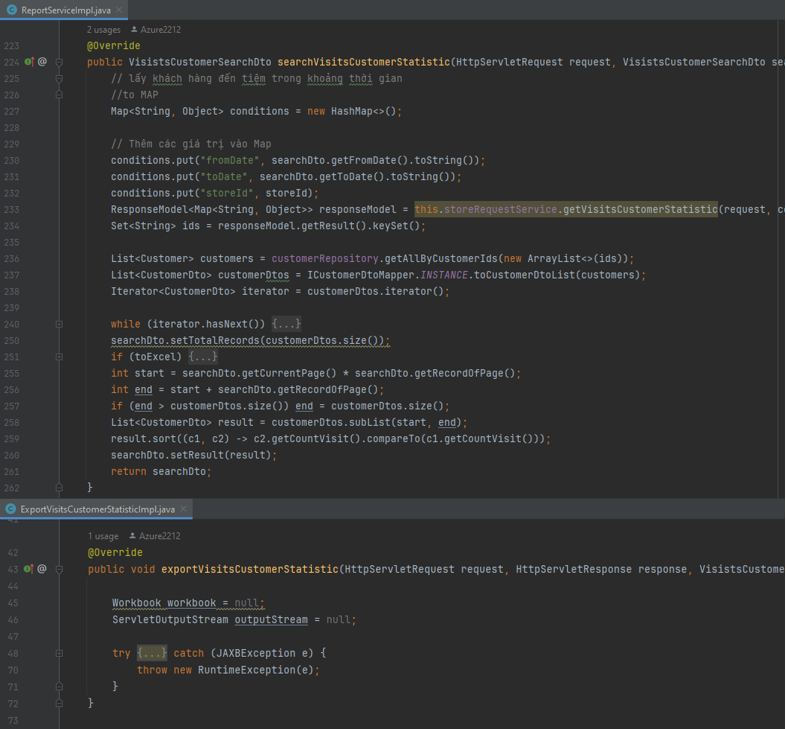 ReportServiceImpl.java
2 usages Azure2212
223 @Override
224 public VisistsCustomerSearchDto searchVisitsCustomerStatistic(HttpServletRequest request, VisistsCustomerSearchDto sea
225 // lấy khách hàng đến tiệm trong khoảng thời gian
226 //to MAP
227 Map<String, Object> conditions = new HashMap<>();
228
229 // Thêm các giá trị vào Map
230 conditions.put("fromDate", searchDto.getFromDate().toString());
231 conditions.put("toDate", searchDto.getToDate().toString());
232 conditions.put("storeId", storeId);
233 ResponseModel<Map<String, Object>> responseModel = this.storeRequestService.getVisitsCustomerStatistic(request, co
234 Set<String> ids = responseModel.getResult().keySet();
235
236 List<Customer> customers = customerRepository.getAllByCustomerIds(new ArrayList<>(ids));
237 List<CustomerDto> customerDtos = ICustomerDtoMapper.INSTANCE.toCustomerDtoList(customers);
238 Iterator<CustomerDto> iterator = customerDtos.iterator();
239
240 while (iterator.hasNext()) {...}
250 searchDto.setTotalRecords(customerDtos.size());
251 if (toExcel) {...}
255 int start = searchDto.getCurrentPage() * searchDto.getRecordOfPage();
256 int end = start + searchDto.getRecordOfPage();
257 if (end > customerDtos.size()) end = customerDtos.size();
258 List<CustomerDto> result = customerDtos.subList(start, end);
259 result.sort((c1, c2) -> c2.getCountVisit().compareTo(c1.getCountVisit()));
260 searchDto.setResult(result);
261 return searchDto;
262 }
ExportVisitsCustomerStatisticImpl.java
41
1 usage Azure2212
42 @Override
43 public void exportVisitsCustomerStatistic(HttpServletRequest request, HttpServletResponse response, VisistsCustome
44
45 Workbook workbook = null;
46 ServletOutputStream outputStream = null;
47
48 try {...} catch (JAXBException e) {
70 throw new RuntimeException(e);
71 }
72 }
73